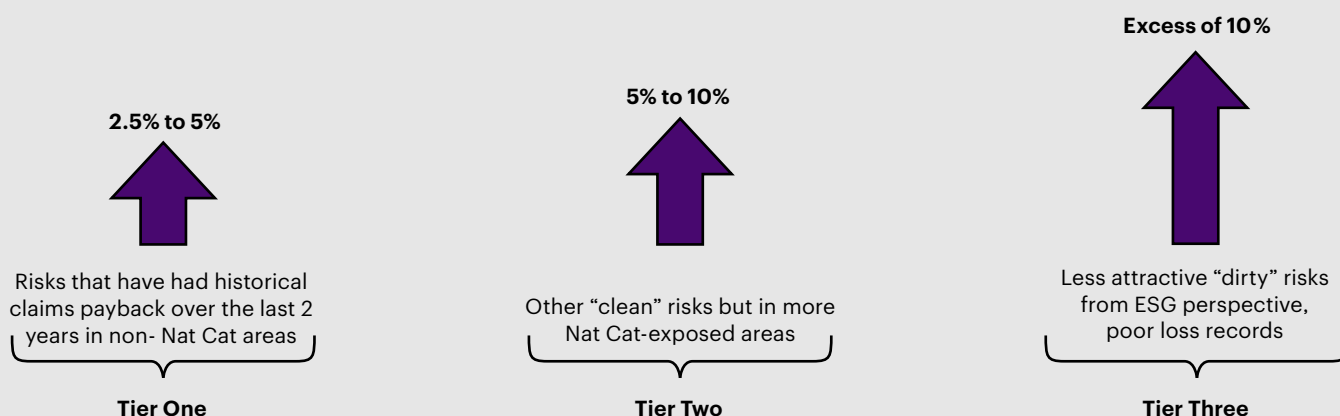 2.5% to 5%
Risks that have had historical
claims payback over the last 2
years in non- Nat Cat areas
Tier One
5% to 10%
Other “clean” risks but in more
Nat Cat-exposed areas
Tier Two
Excess of 10%
Less attractive “dirty” risks
from ESG perspective,
poor loss records
Tier Three